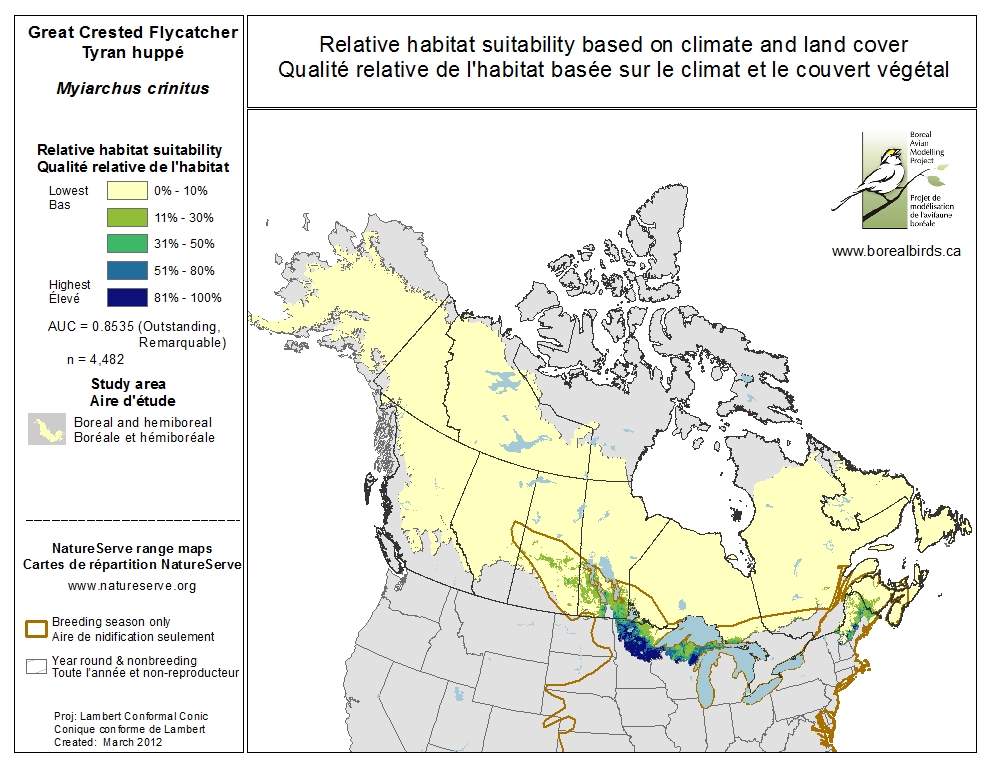 Great Crested Flycatcher
Tyran huppé
Myiarchus crinitus
Relative habitat suitability
Qualité relative de l'habitat
Lowest
Bas
0% - 10%
11% - 30%
31% - 50%
51% - 80%
Highest
Élevé
81% - 100%
AUC = 0.8535 (Outstanding,
Remarquable)
n = 4,482
Study area
Aire d'étude
Boreal and hemiboreal
Boréale et hémiboréale
NatureServe range maps
Cartes de répartition NatureServe
www.natureserve.org
Breeding season only
Aire de nidification seulement
Year round & nonbreeding
Toute l'année et non-reproducteur
Proj: Lambert Conformal Conic
Conique conforme de Lambert
Created: March 2012
Relative habitat suitability based on climate and land cover
Qualité relative de l'habitat basée sur le climat et le couvert végétal
Boreal
Avian
Modelling
Project
Projet de
modélisation
de l'avifaune
boréale
www.borealbirds.ca